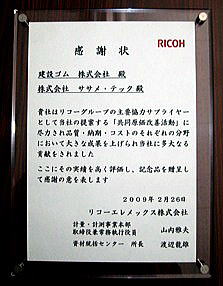 感謝状
RICOH
建設ゴム 株式会社 殿
株式会社 ササメ・テック 殿
貴社はリコーグループの主要協力サプライヤー
として当社の提案する「共同原価改善活動」に
尽力され品質・納期・コストのそれぞれの分野
において大きな成果を上げられ当社に多大なる
貢献をされました
ここにその実績を高く評価し、記念品を贈呈して
感謝の意を表します
2009年2月26日
リコーエレメックス株式会社
計量・計測事業本部
取締役兼常務執行役員 山内雅夫
資材統括センター 所長 渡辺龍雄